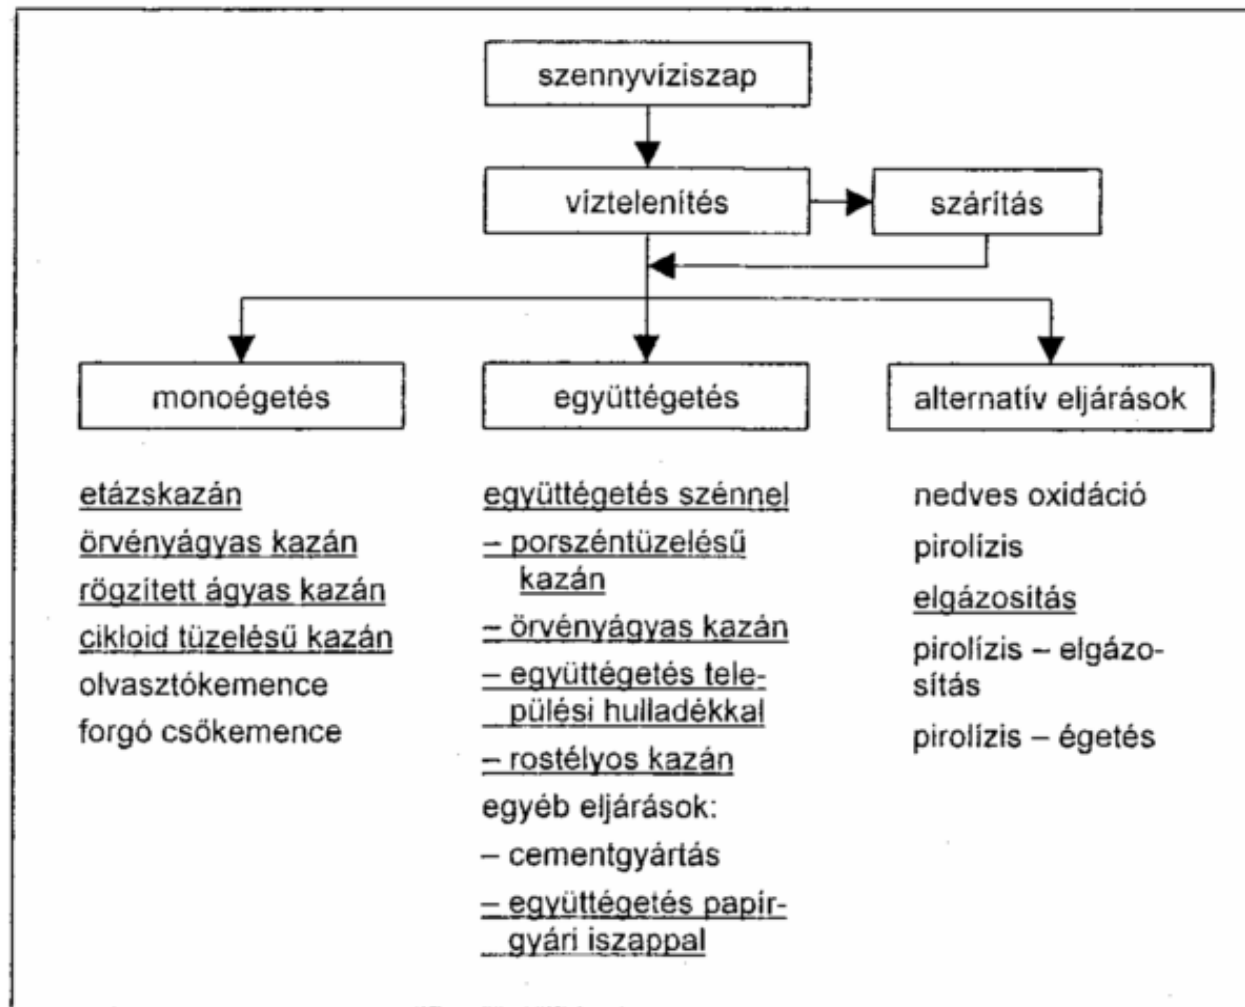 szennyvíziszap
víztelenítés
szárítás
monoégetés
együttégetés
alternatív eljárások
etázskazán
örvényágyas kazán
rögzített ágyas kazán
cikloid tüzelésű kazán
olvasztókemence
forgó csőkemence
együttégetés szénnel
– porszéntüzelésű
kazán
– örvényágyas kazán
– együttégetés tele-
pülési hulladékkal
– rostélyos kazán
egyéb eljárások:
– cementgyártás
– együttégetés papír-
gyári iszappal
nedves oxidáció
pirolízis
elgázosítás
pirolízis – elgázo-
sítás
pirolízis – égetés